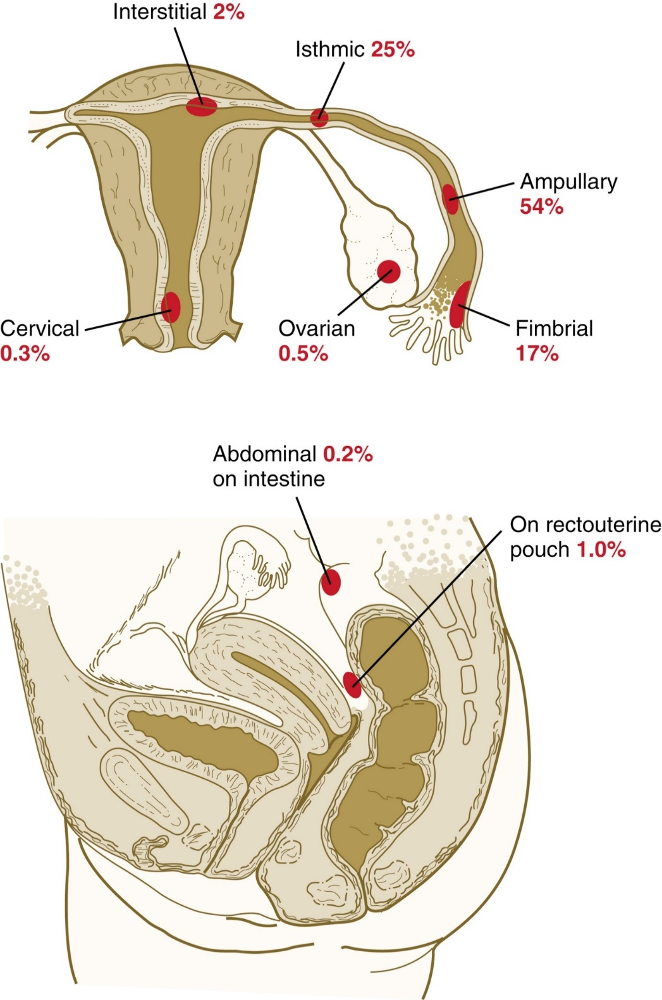 Interstitial 2%
Isthmic 25%
Ampullary
54%
Cervical
0.3%
Ovarian
0.5%
Fimbrial
17%
Abdominal 0.2%
on intestine
On rectouterine
pouch 1.0%